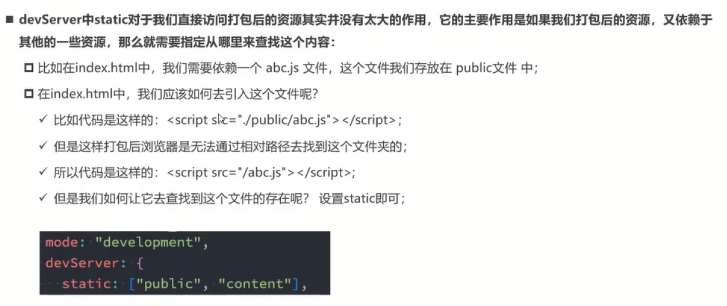 devServer中static对于我们直接访问打包后的资源其实并没有太大的作用，它的主要作用是如果我们打包后的资源，又依赖于
其他的一些资源，那么就需要指定从哪里来查找这个内容：
比如在index.html中，我们需要依赖一个 abc.js 文件，这个文件我们存放在 public文件 中；
在index.html中，我们应该如何去引入这个文件呢？
✓ 比如代码是这样的：<script src="./public/abc.js"></script>；
✓ 但是这样打包后浏览器是无法通过相对路径去找到这个文件夹的；
✓ 所以代码是这样的：<script src="/abc.js"></script>；
✓ 但是我们如何让它去查找到这个文件的存在呢？ 设置static即可；
mode: "development",
devServer: {
static: ["public", "content"],